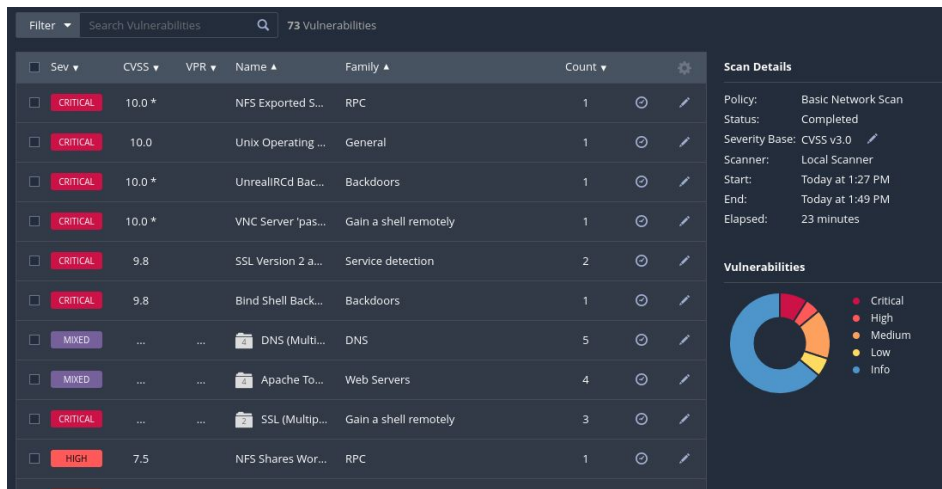 Filter Search Vulnerabilities 73 Vulnerabilities
Sev CVSS VPR Name Family Count
CRITICAL 10.0 * NFS Exported S... RPC 1
CRITICAL 10.0 Unix Operating ... General 1
CRITICAL 10.0 * UnrealIRCd Bac... Backdoors 1
CRITICAL 10.0 * VNC Server 'pas... Gain a shell remotely 1
CRITICAL 9.8 SSL Version 2 a... Service detection 2
CRITICAL 9.8 Bind Shell Back... Backdoors 1
MIXED ... ... 4 DNS (Multi... DNS 5
MIXED ... ... 4 Apache To... Web Servers 4
CRITICAL ... ... 2 SSL (Multip... Gain a shell remotely 3
HIGH 7.5 NFS Shares Wor... RPC 1
Scan Details
Policy: Basic Network Scan
Status: Completed
Severity Base: CVSS v3.0
Scanner: Local Scanner
Start: Today at 1:27 PM
End: Today at 1:49 PM
Elapsed: 23 minutes
Vulnerabilities
Critical
High
Medium
Low
Info